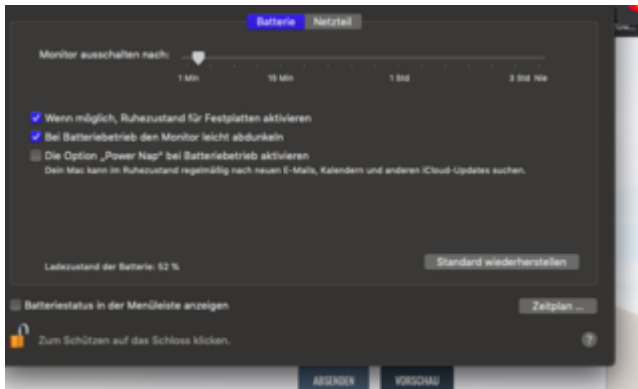 Batterie Netzteil
Monitor ausschalten nach:
1 Min 15 Min 1 Std 3 Std Nie
Wenn möglich, Ruhezustand für Festplatten aktivieren
Bei Batteriebetrieb den Monitor leicht abdunkeln
Die Option „Power Nap“ bei Batteriebetrieb aktivieren
Dein Mac kann im Ruhezustand regelmäßig nach neuen E-Mails, Kalendern und anderen iCloud-Updates suchen.
Ladezustand der Batterie: 52 %
Standard wiederherstellen
Batteriestatus in der Menüleiste anzeigen
Zeitplan ...
Zum Schützen auf das Schloss klicken.
?
ABSENDEN VORSCHAU